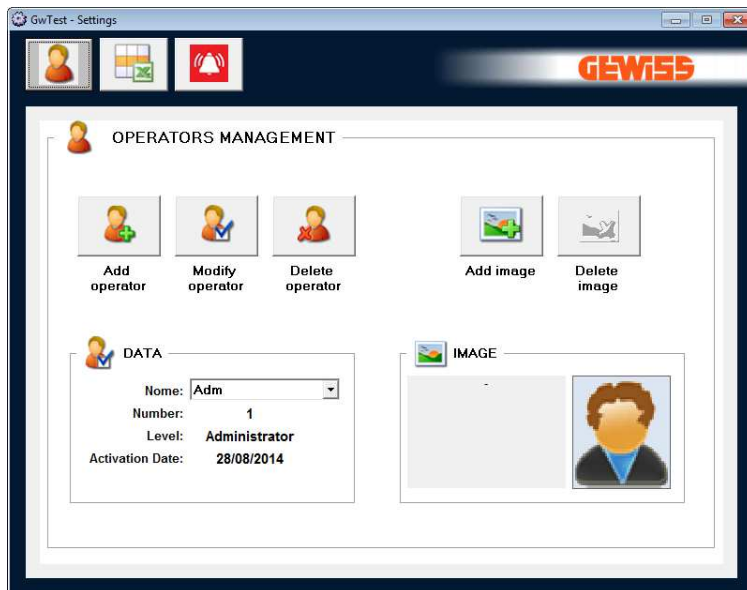 GwTest - Settings
GEWISS
OPERATORS MANAGEMENT
Add
operator
Modify
operator
Delete
operator
Add image
Delete
image
DATA
Nome: Adm
Number: 1
Level: Administrator
Activation Date: 28/08/2014
IMAGE
-